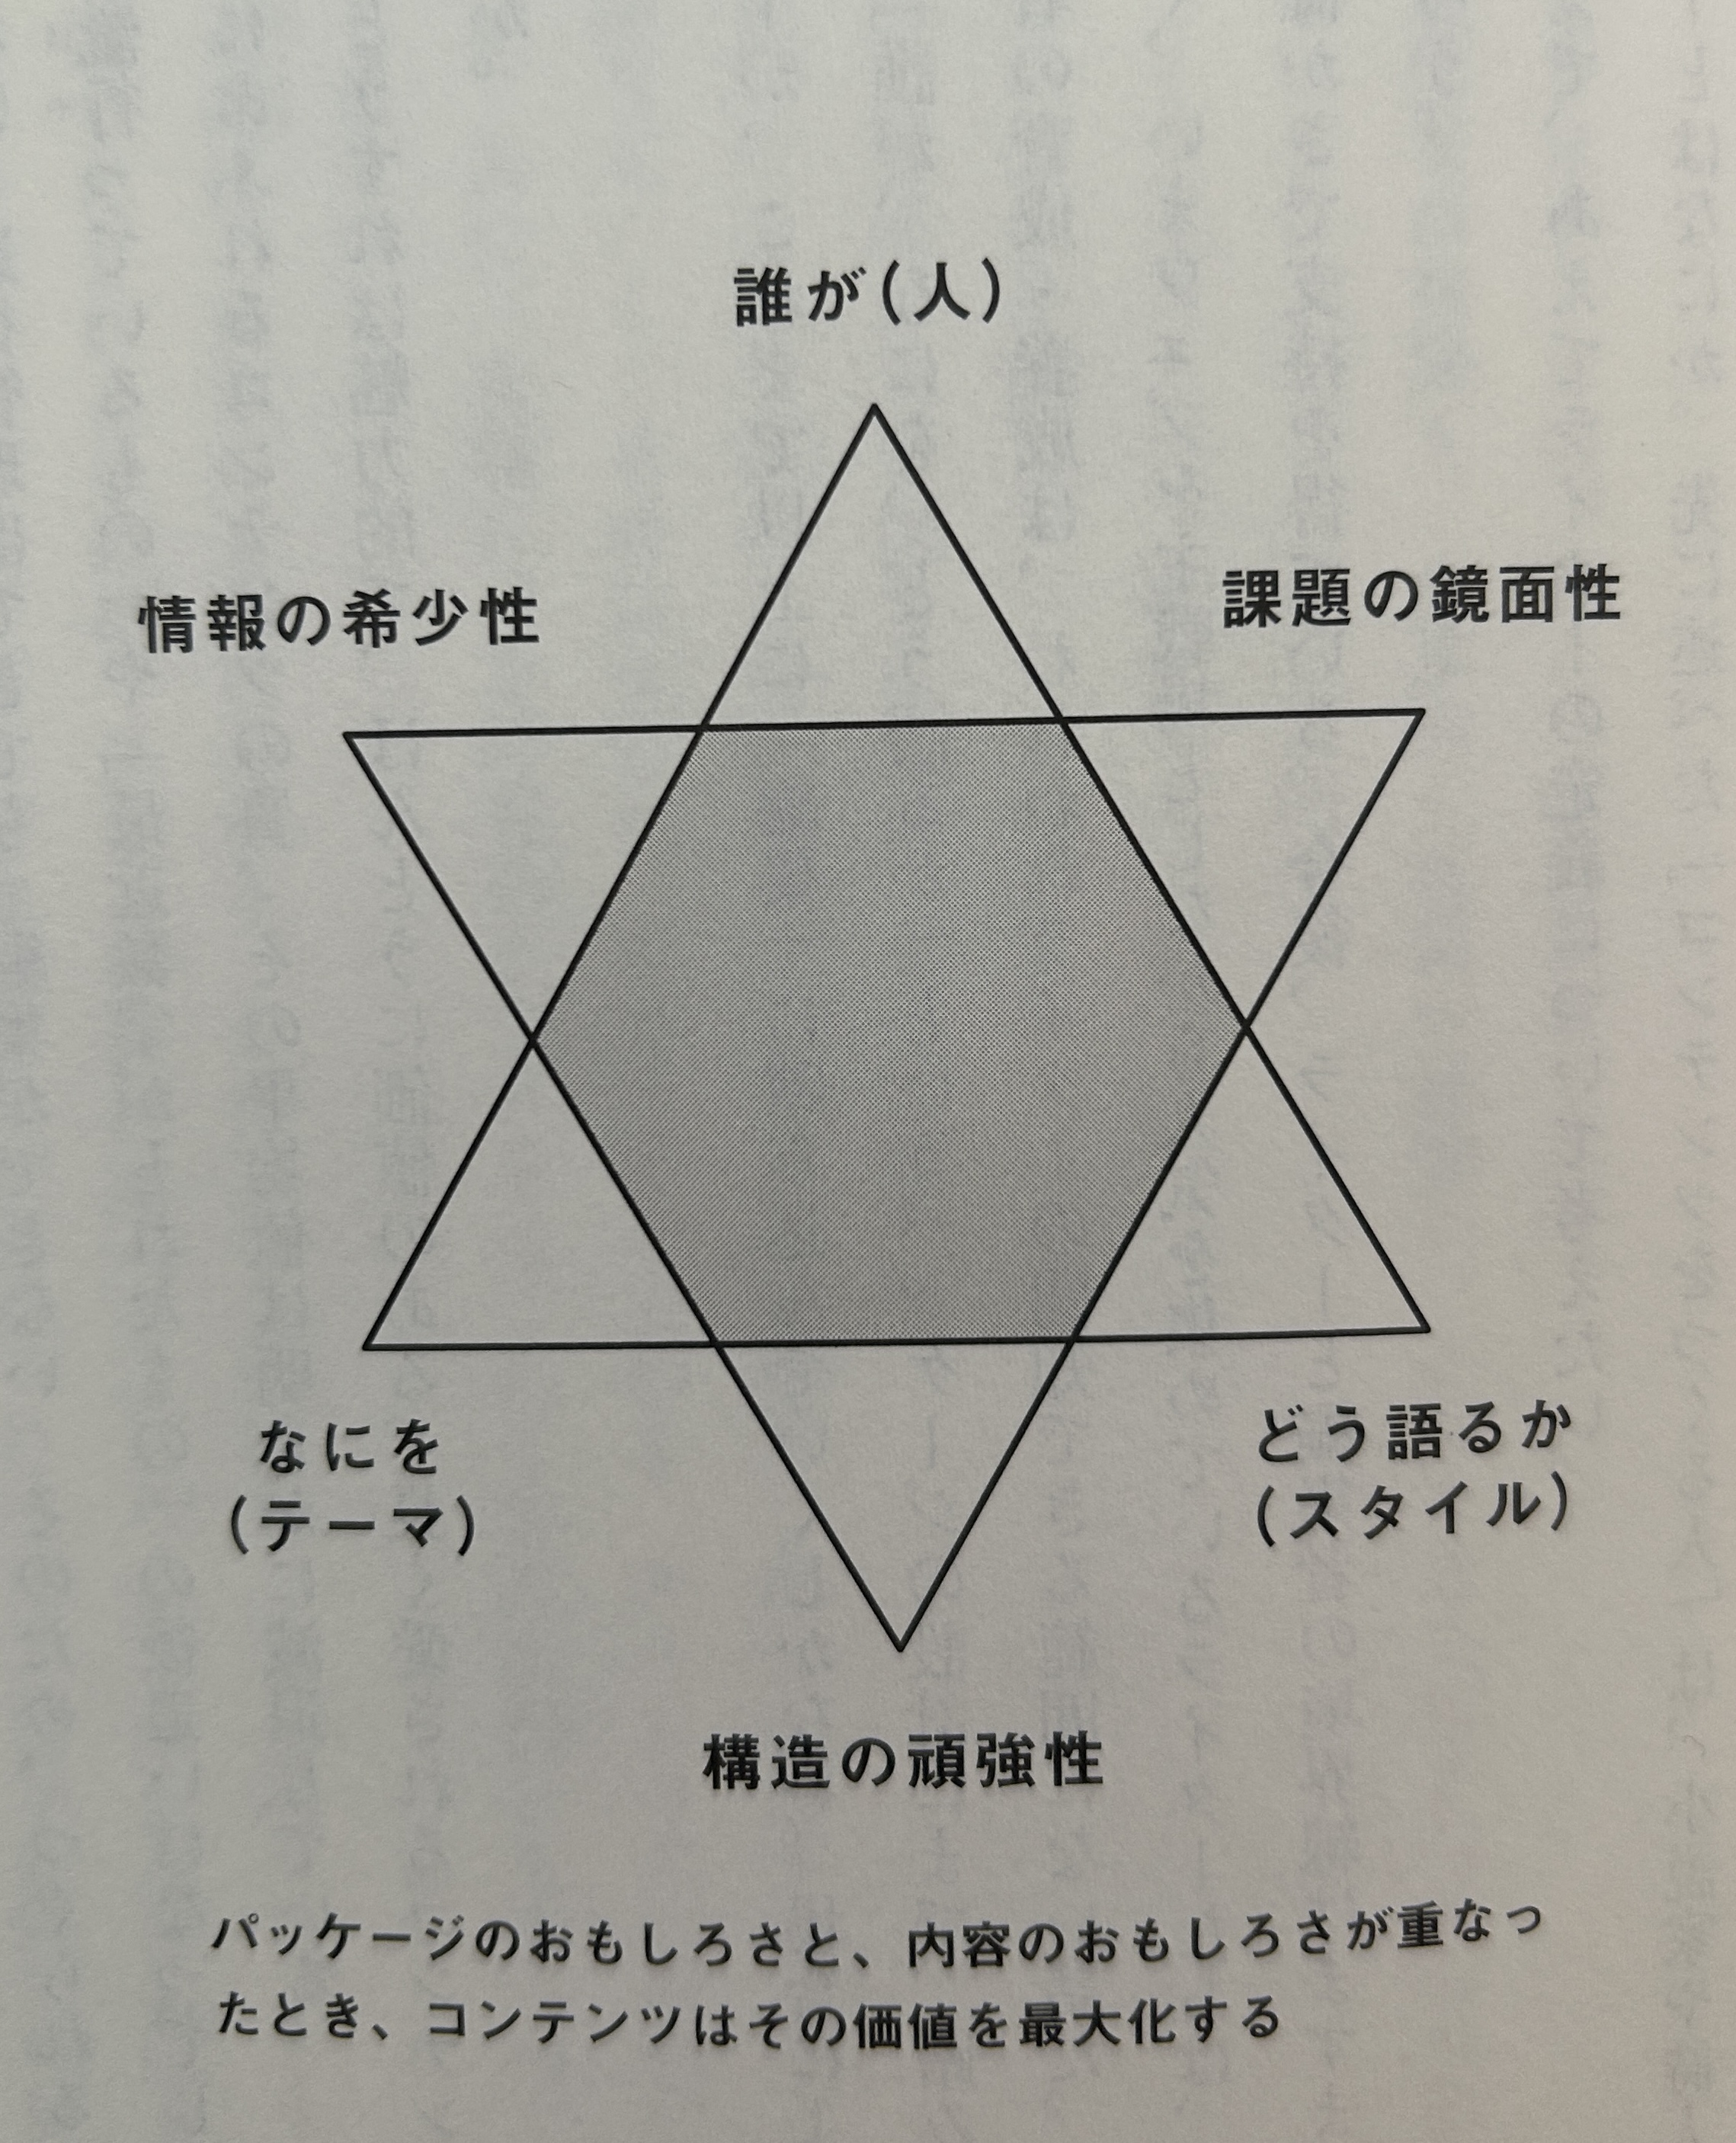 誰が(人)
情報の希少性
課題の鏡面性
なにを
(テーマ)
どう語るか
(スタイル)
構造の頑強性
パッケージのおもしろさと、内容のおもしろさが重なっ
たとき、コンテンツはその価値を最大化する